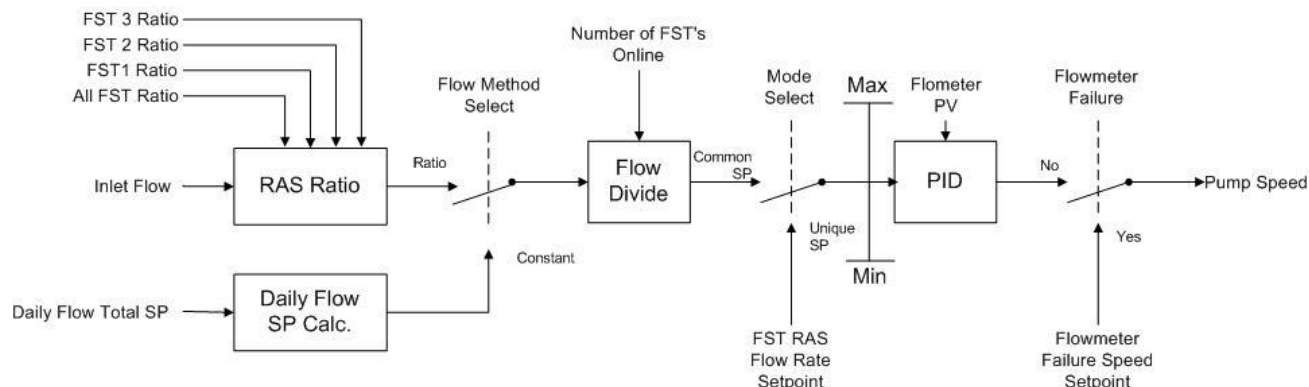 FST 3 Ratio
FST 2 Ratio
FST1 Ratio
All FST Ratio
Inlet Flow
RAS Ratio
Ratio
Flow Method
Select
Daily Flow Total SP
Daily Flow
SP Calc.
Constant
Number of FST's
Online
Flow
Divide
Common
SP
Mode
Select
Unique
SP
FST RAS
Flow Rate
Setpoint
Max
Min
Flometer
PV
PID
No
Flowmeter
Failure
Yes
Flowmeter
Failure Speed
Setpoint
Pump Speed